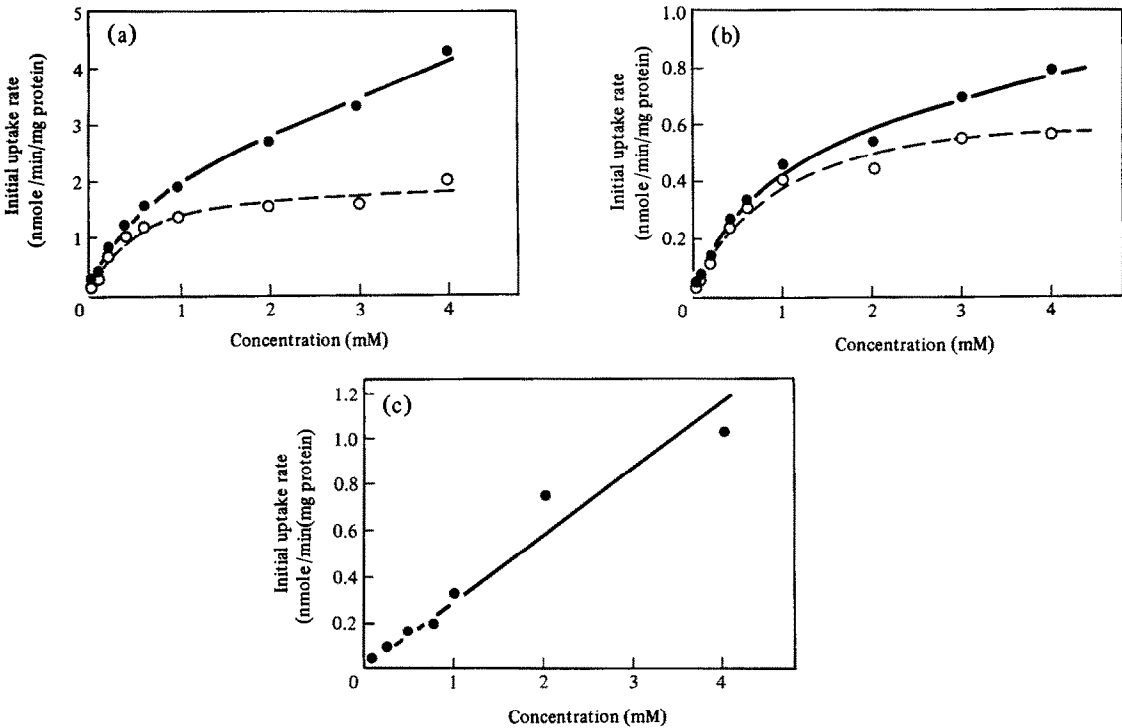 (a)
Initial uptake rate
(nmole/min/mg protein)
5
4
3
2
1
0
1
2
3
4
Concentration (mM)
(b)
Initial uptake rate
(nmole/min/mg protein)
1.0
0.8
0.6
0.4
0.2
0
1
2
3
4
Concentration (mM)
(c)
Initial uptake rate
(nmole/min(mg protein)
1.2
1.0
0.8
0.6
0.4
0.2
0
1
2
3
4
Concentration (mM)